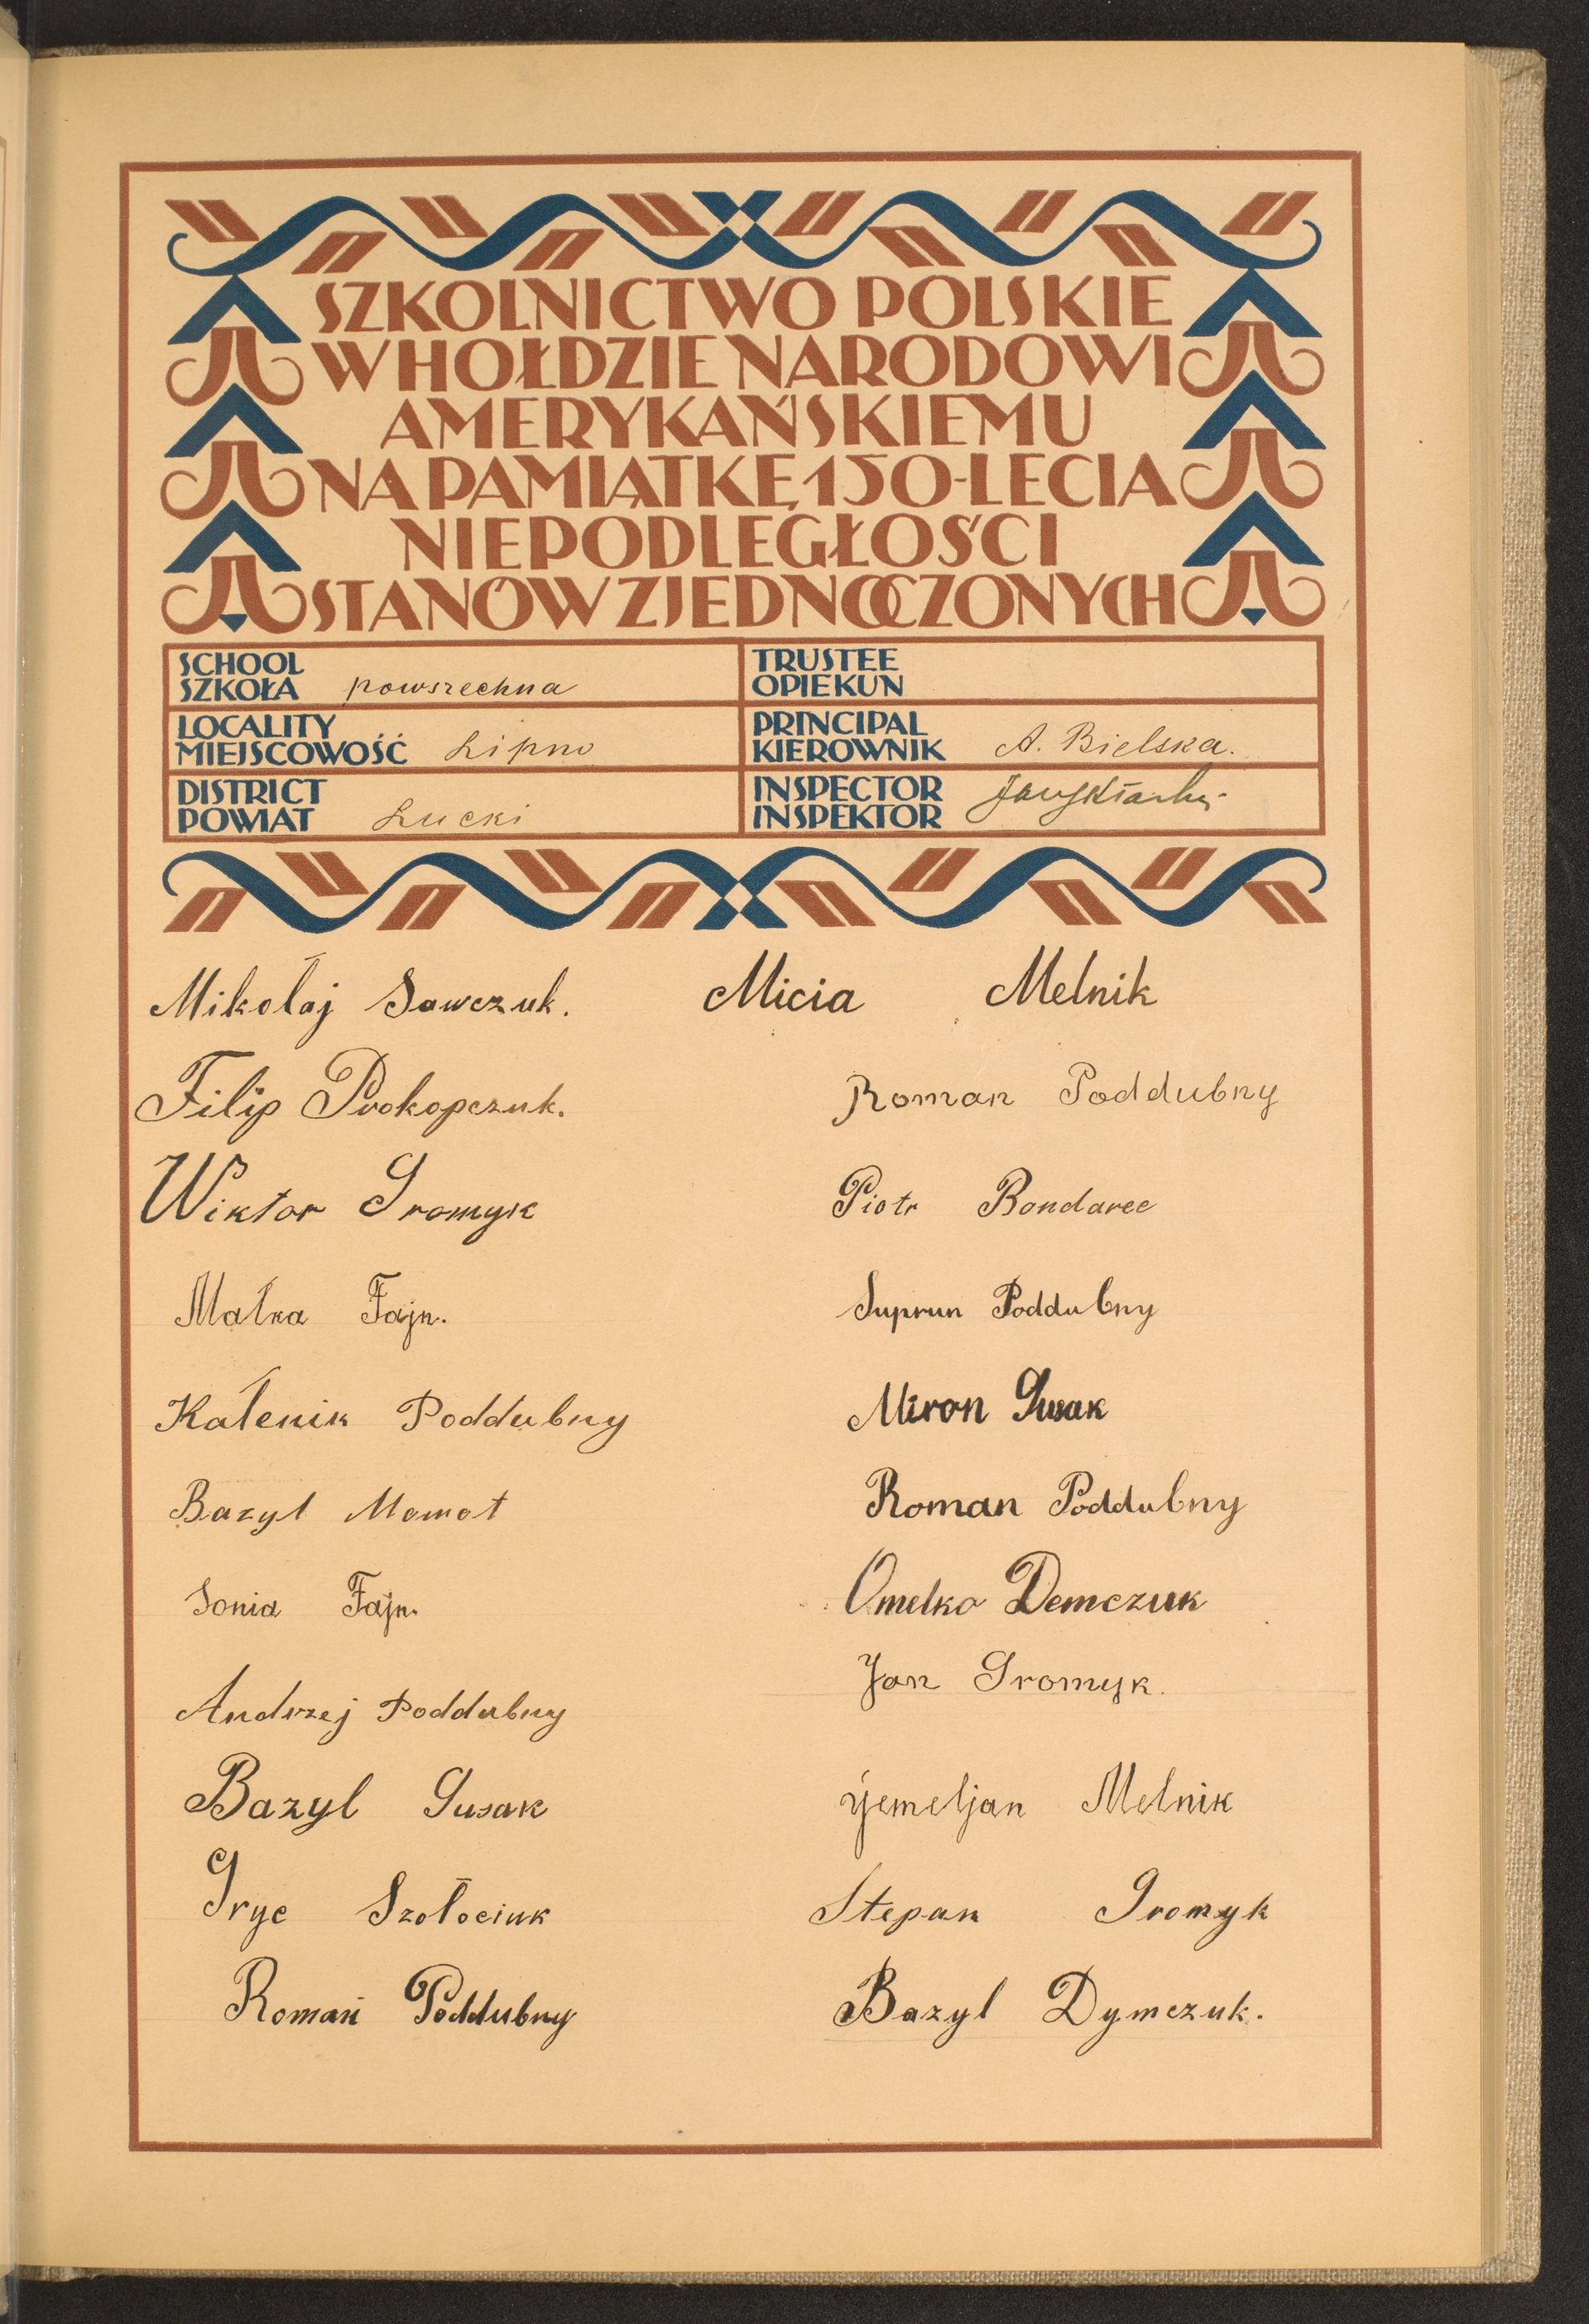 SZKOLNICTWO POLSKIE
W HOŁDZIE NARODOWI
AMERYKAŃSKIEMU
NA PAMIĄTKĘ 150-LECIA
NIEPODLEGŁOŚCI
STANÓW ZJEDNOCZONYCH
SCHOOL
SZKOŁA powszechna
TRUSTEE
OPIEKUN
LOCALITY
MIEJSCOWOŚĆ Lipno
PRINCIPAL
KIEROWNIK A. Bielska.
DISTRICT
POWIAT Łucki
INSPECTOR
INSPEKTOR
Mikołaj Sawczuk.
Filip Prokopczuk.
Wiktor Gromyk
Małka Fajn.
Kałenik Poddubny
Bazyl Momot
Sonia Fajn.
Andrzej Poddubny
Bazyl Gusak
Gryc Szołociuk
Roman Poddubny
Micia Melnik
Roman Poddubny
Piotr Bondarec
Suprun Poddubny
Miron Gusak
Roman Poddubny
Omelko Demczuk
Jan Gromyk.
Jemeljan Melnik
Stepan Gromyk
Bazyl Dymczuk.